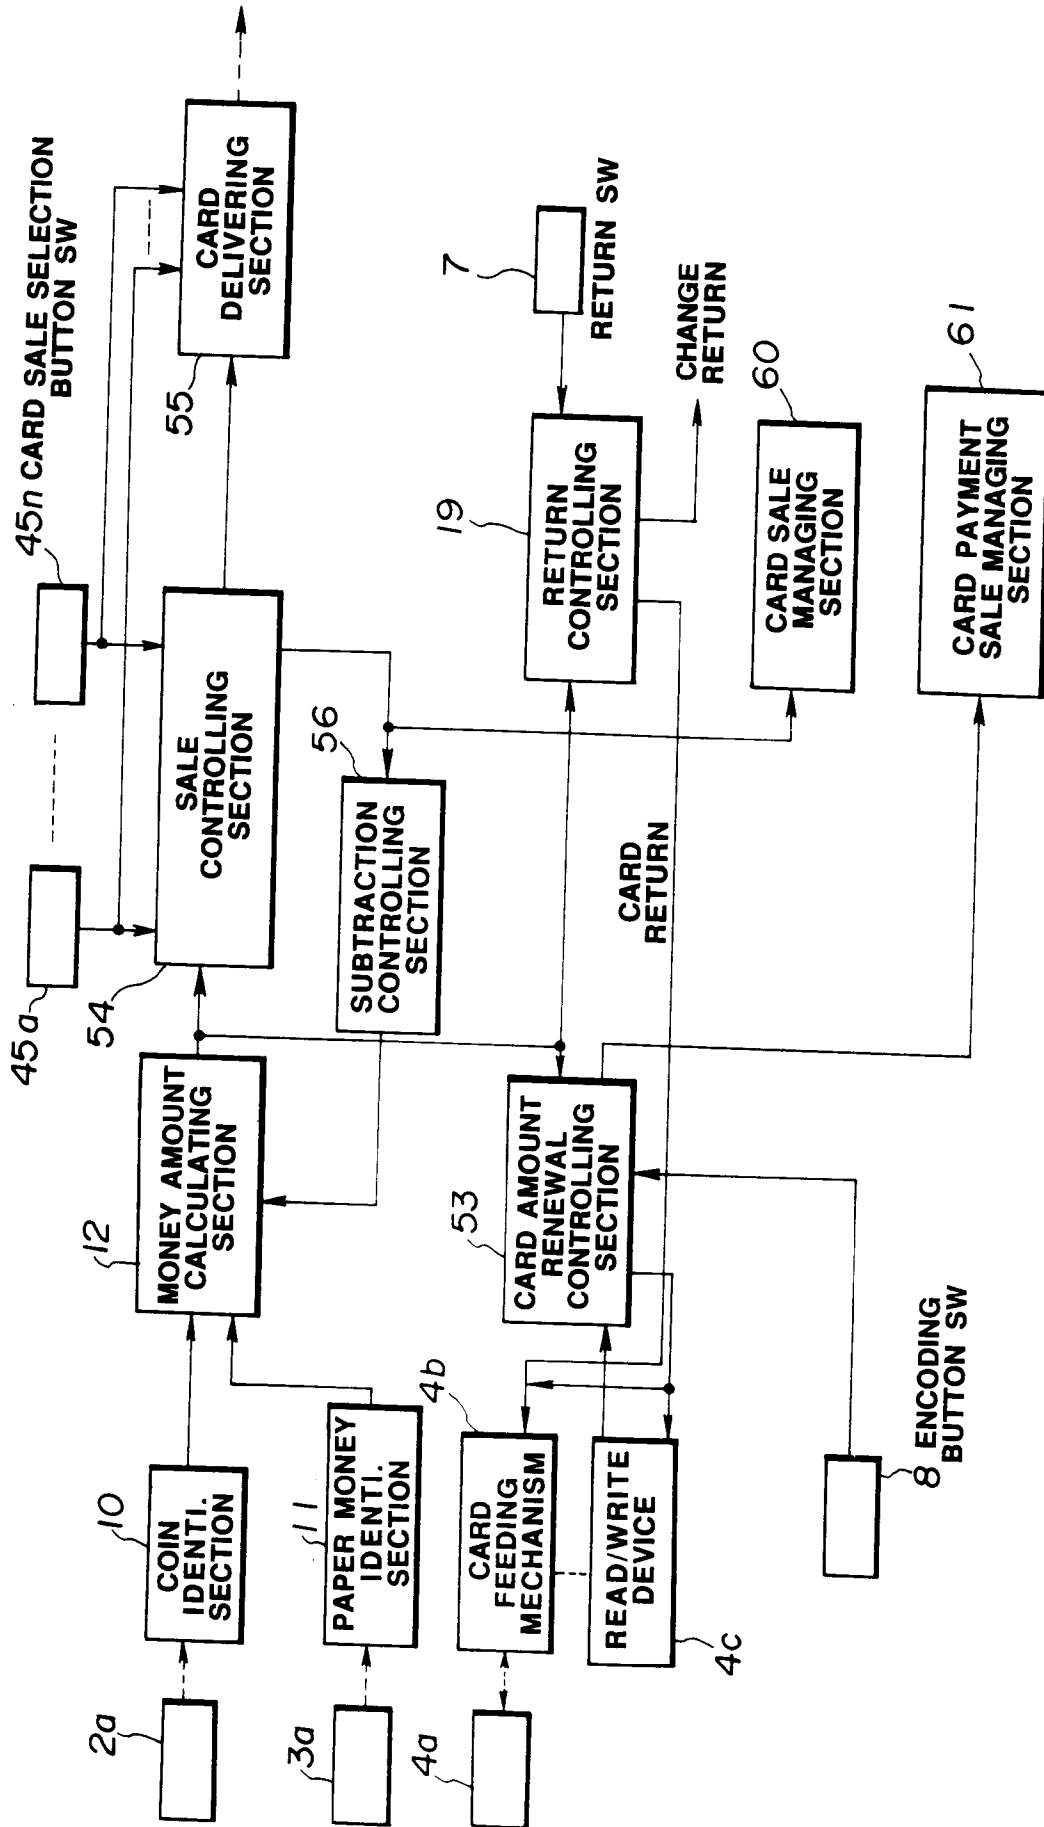 45n CARD SALE SELECTION
BUTTON SW
45a
54
SALE
CONTROLLING
SECTION
55
CARD
DELIVERING
SECTION
12
MONEY AMOUNT
CALCULATING
SECTION
56
SUBTRACTION
CONTROLLING
SECTION
10
COIN
IDENTI.
SECTION
2a
11
PAPER MONEY
IDENTI.
SECTION
3a
4b
CARD
FEEDING
MECHANISM
4a
READ/WRITE
DEVICE
4c
53
CARD AMOUNT
RENEWAL
CONTROLLING
SECTION
19
RETURN
CONTROLLING
SECTION
7
RETURN SW
CHANGE
RETURN
CARD
RETURN
60
CARD SALE
MANAGING
SECTION
61
CARD PAYMENT
SALE MANAGING
SECTION
8 ENCODING
BUTTON SW